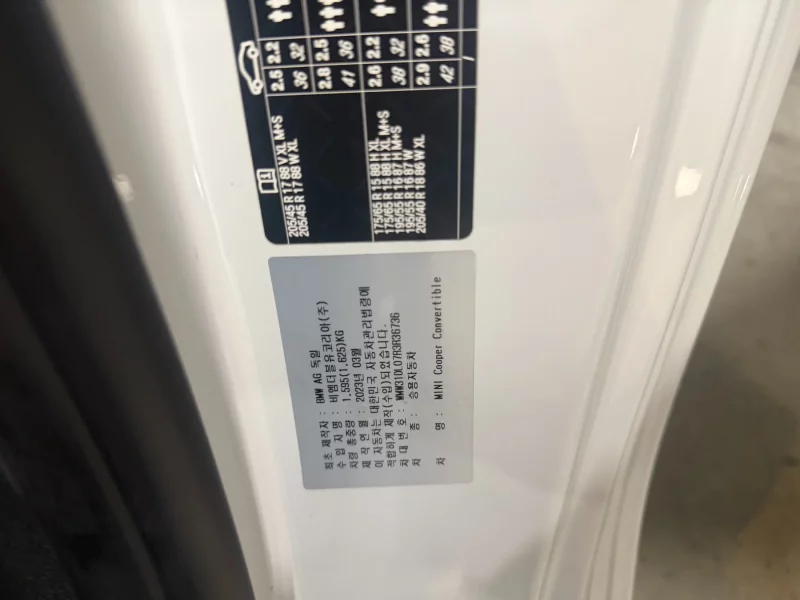 2.5 2.2
36 32
2.8 2.5
41 36
2.6 2.2
38 32
2.9 2.6
42 38
205/45 R 17 88 V XL M+S
205/45 R 17 88 W XL
175/65 R 15 88 H XL
175/65 R 15 88 H XL M+S
195/55 R 16 87 H M+S
195/55 R 16 87 W
205/40 R 18 86 W XL
최초 제작자 : BMW AG 독일
수 입 자 명 : 비엠더블유코리아(주)
차량 총중량 : 1,595(1,625)KG
제 작 연 월 : 2023년 03월
이 자동차는 대한민국 자동차관리법령에
적합하게 제작(수입)되었습니다.
차 대 번 호 : WMW31DL07R3R36736
차 종 : 승용자동차
차 명 : MINI Cooper Convertible